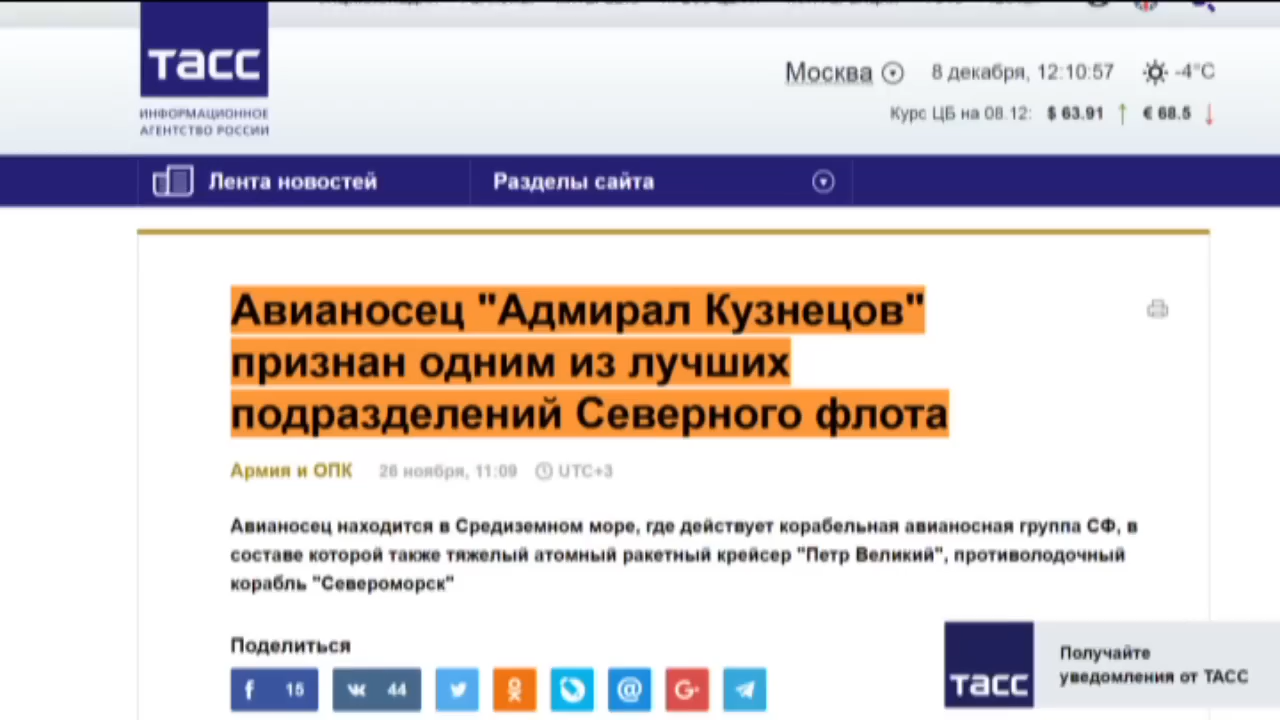 ТАСС
ИНФОРМАЦИОННОЕ
АГЕНТСТВО РОССИИ
Москва 8 декабря, 12:10:57 -4°C
Курс ЦБ на 08.12: $ 63.91 ↑ € 68.5 ↓
Лента новостей Разделы сайта
Авианосец "Адмирал Кузнецов"
признан одним из лучших
подразделений Северного флота
Армия и ОПК 26 ноября, 11:09 UTC+3
Авианосец находится в Средиземном море, где действует корабельная авианосная группа СФ, в
составе которой также тяжелый атомный ракетный крейсер "Петр Великий", противолодочный
корабль "Североморск"
Поделиться
15 44
ТАСС
Получайте
уведомления от ТАСС